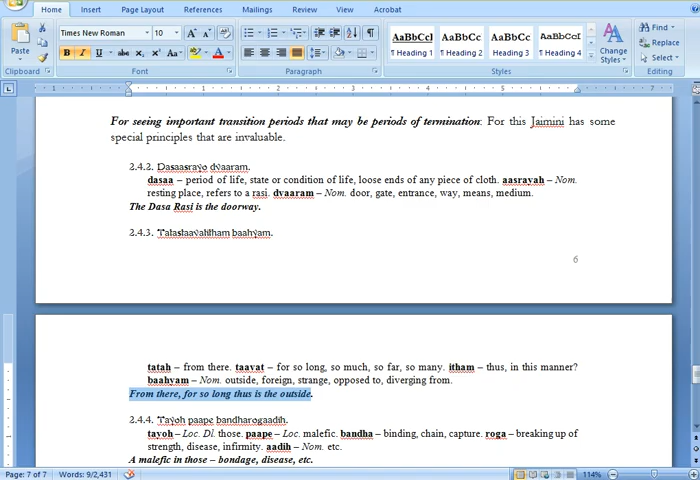 Home Insert Page Layout References Mailings Review View Acrobat
Paste
Times New Roman 10
B I U abc x₂ x² Aa
Clipboard Font Paragraph Styles Editing
AaBbCcI AaBbCc AaBbCc AaBbCcI
¶ Heading 1 ¶ Heading 2 ¶ Heading 3 ¶ Heading 4
Change Styles
Find
Replace
Select
For seeing important transition periods that may be periods of termination: For this Jaimini has some
special principles that are invaluable.
2.4.2. Dasaasrayo dvaaram.
dasaa – period of life, state or condition of life, loose ends of any piece of cloth. aasrayah – Nom.
resting place, refers to a rasi. dvaaram – Nom. door, gate, entrance, way, means, medium.
The Dasa Rasi is the doorway.
2.4.3. Tatastaavatitham baahyam.
6
tatah – from there. taavat – for so long, so much, so far, so many. itham – thus, in this manner?
baahyam – Nom. outside, foreign, strange, opposed to, diverging from.
From there, for so long thus is the outside.
2.4.4. Tayoh paape bandharogaadih.
tayoh – Loc. Dl. those. paape – Loc. malefic. bandha – binding, chain, capture. roga – breaking up of
strength, disease, infirmity. aadih – Nom. etc.
A malefic in those – bondage, disease, etc.
Page: 7 of 7 Words: 9/2,431 114%